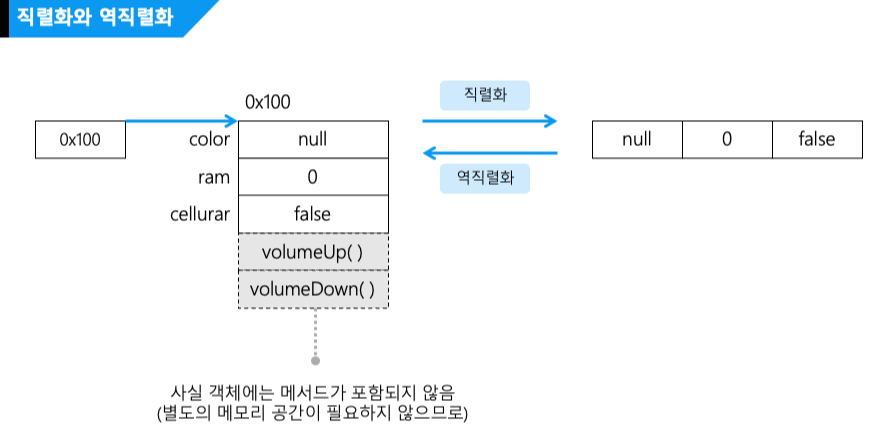 직렬화와 역직렬화
0x100
직렬화
0x100
color
null
null
0
false
ram
0
역직렬화
cellurar
false
volumeUp( )
volumeDown( )
사실 객체에는 메서드가 포함되지 않음
(별도의 메모리 공간이 필요하지 않으므로)